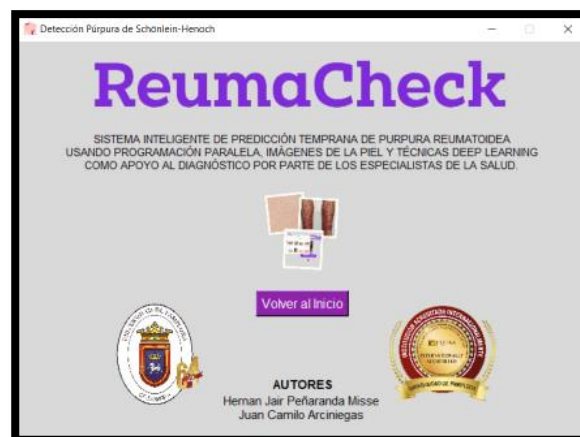 Detección Púrpura de Schönlein-Henoch
ReumaCheck
SISTEMA INTELIGENTE DE PREDICCIÓN TEMPRANA DE PURPURA REUMATOIDEA
USANDO PROGRAMACIÓN PARALELA, IMÁGENES DE LA PIEL Y TÉCNICAS DEEP LEARNING
COMO APOYO AL DIAGNÓSTICO POR PARTE DE LOS ESPECIALISTAS DE LA SALUD.
Volver al Inicio
AUTORES
Hernan Jair Peñaranda Misse
Juan Camilo Arciniegas